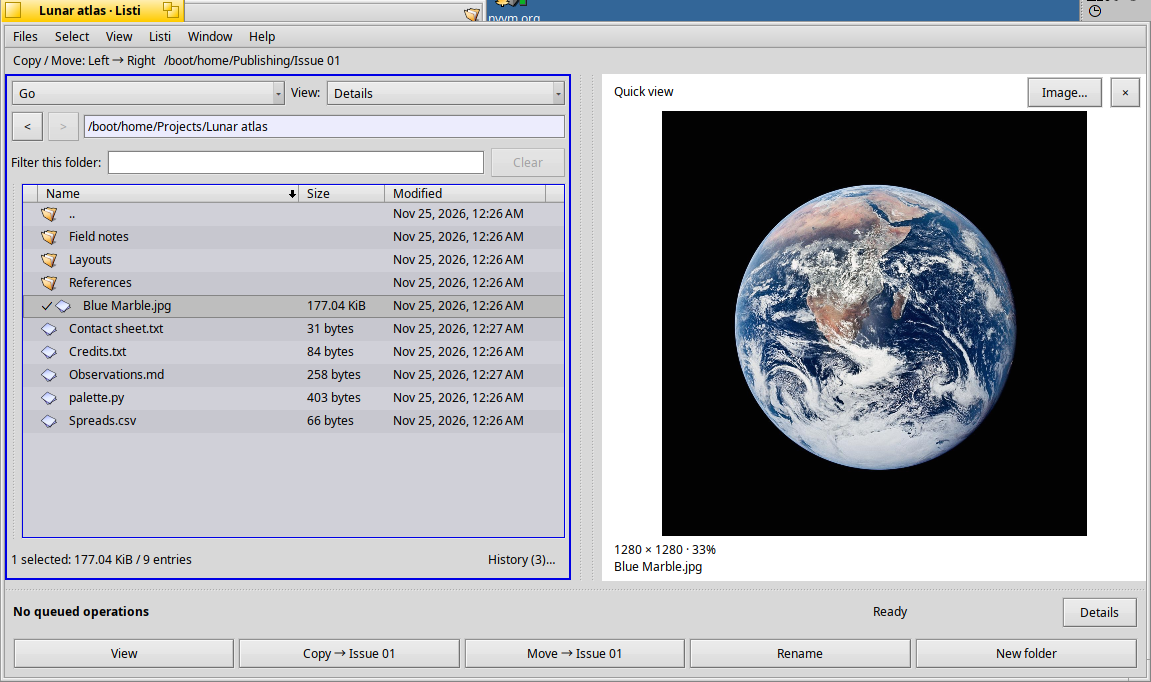 Lunar atlas · Listi
nyym.org
Files Select View Listi Window Help
Copy / Move: Left → Right /boot/home/Publishing/Issue 01
Go View: Details
< > /boot/home/Projects/Lunar atlas
Filter this folder: Clear
Name Size Modified
.. Nov 25, 2026, 12:26 AM
Field notes Nov 25, 2026, 12:26 AM
Layouts Nov 25, 2026, 12:26 AM
References Nov 25, 2026, 12:26 AM
Blue Marble.jpg 177.04 KiB Nov 25, 2026, 12:26 AM
Contact sheet.txt 31 bytes Nov 25, 2026, 12:27 AM
Credits.txt 84 bytes Nov 25, 2026, 12:26 AM
Observations.md 258 bytes Nov 25, 2026, 12:27 AM
palette.py 403 bytes Nov 25, 2026, 12:26 AM
Spreads.csv 66 bytes Nov 25, 2026, 12:26 AM
1 selected: 177.04 KiB / 9 entries History (3)...
Quick view Image... ×
1280 × 1280 · 33%
Blue Marble.jpg
No queued operations Ready Details
View Copy → Issue 01 Move → Issue 01 Rename New folder